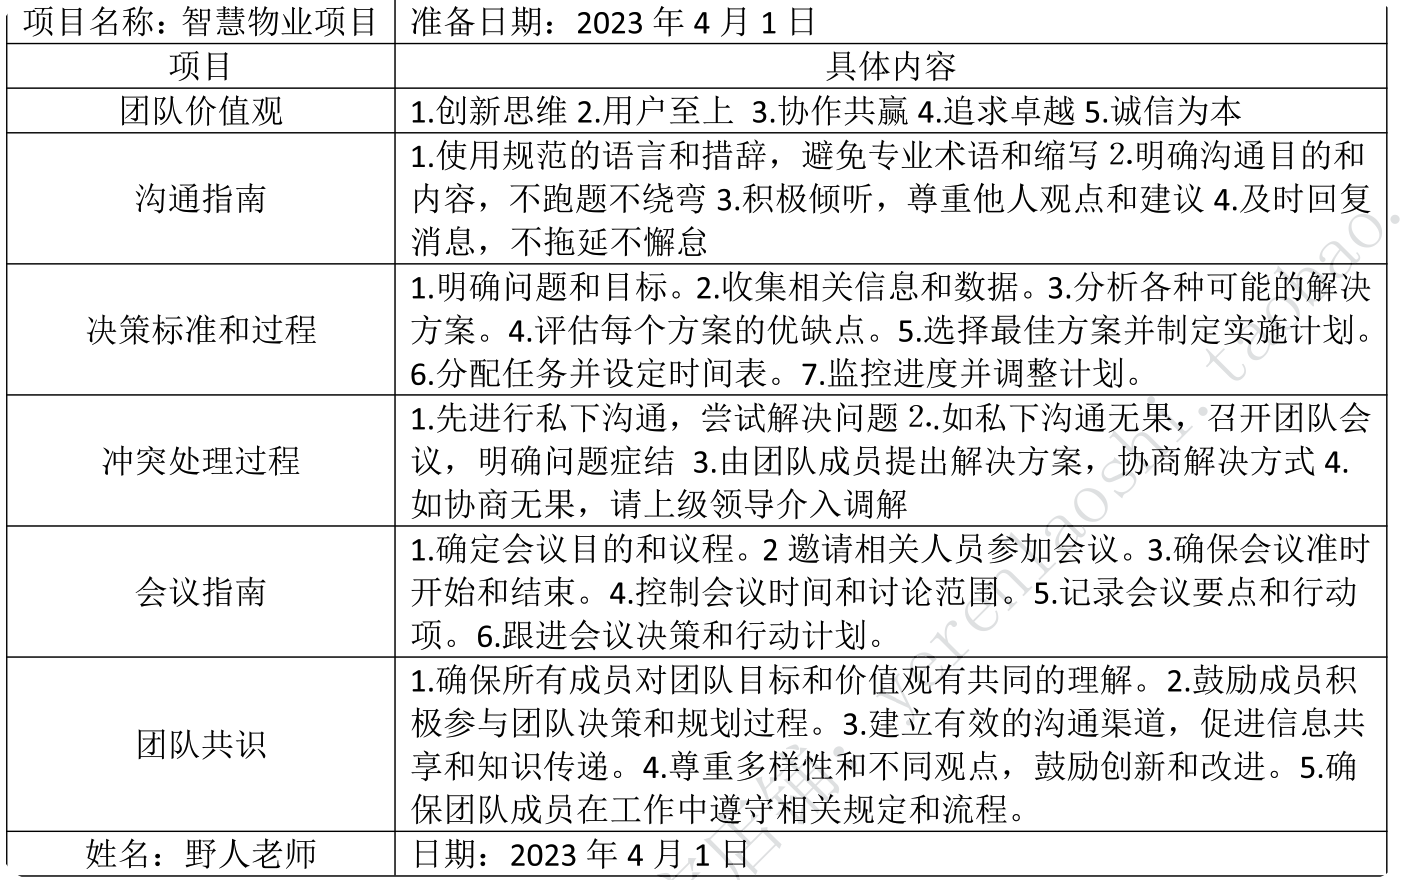 项目名称：智慧物业项目 准备日期：2023 年 4 月 1 日
项目 具体内容
团队价值观 1.创新思维 2.用户至上 3.协作共赢 4.追求卓越 5.诚信为本
沟通指南
1.使用规范的语言和措辞，避免专业术语和缩写 2.明确沟通目的和
内容，不跑题不绕弯 3.积极倾听，尊重他人观点和建议 4.及时回复
消息，不拖延不懈怠
决策标准和过程
1.明确问题和目标。2.收集相关信息和数据。3.分析各种可能的解决
方案。4.评估每个方案的优缺点。5.选择最佳方案并制定实施计划。
6.分配任务并设定时间表。7.监控进度并调整计划。
冲突处理过程
1.先进行私下沟通，尝试解决问题 2..如私下沟通无果，召开团队会
议，明确问题症结 3.由团队成员提出解决方案，协商解决方式 4.
如协商无果，请上级领导介入调解
会议指南
1.确定会议目的和议程。2 邀请相关人员参加会议。3.确保会议准时
开始和结束。4.控制会议时间和讨论范围。5.记录会议要点和行动
项。6.跟进会议决策和行动计划。
团队共识
1.确保所有成员对团队目标和价值观有共同的理解。2.鼓励成员积
极参与团队决策和规划过程。3.建立有效的沟通渠道，促进信息共
享和知识传递。4.尊重多样性和不同观点，鼓励创新和改进。5.确
保团队成员在工作中遵守相关规定和流程。
姓名：野人老师 日期：2023 年 4 月 1 日
店铺．yerenlaoshi.taobao.